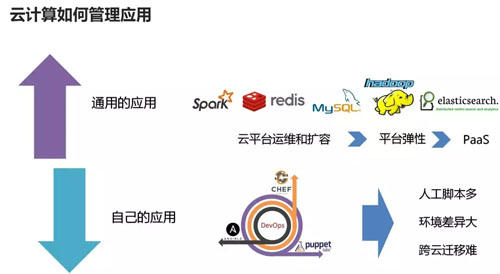 云计算如何管理应用
通用的应用
Spark
redis
MySQL
hadoop
elasticsearch.
云平台运维和扩容
平台弹性
PaaS
CHEF
自己的应用
DevOps
A
ANSIBLE
puppet
labs
人工脚本多
环境差异大
跨云迁移难